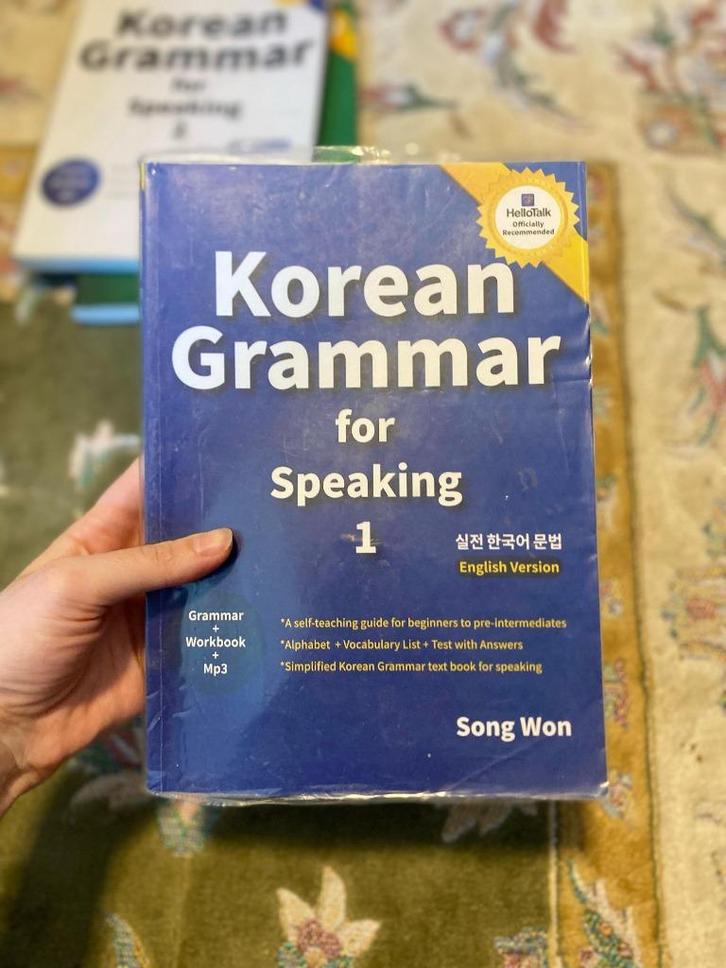 Korean
Grammar
for
Speaking
2
HelloTalk
Officially
Recommended
Korean
Grammar
for
Speaking
1
실전 한국어 문법
English Version
Grammar
+
Workbook
+
Mp3
*A self-teaching guide for beginners to pre-intermediates
*Alphabet + Vocabulary List + Test with Answers
*Simplified Korean Grammar text book for speaking
Song Won